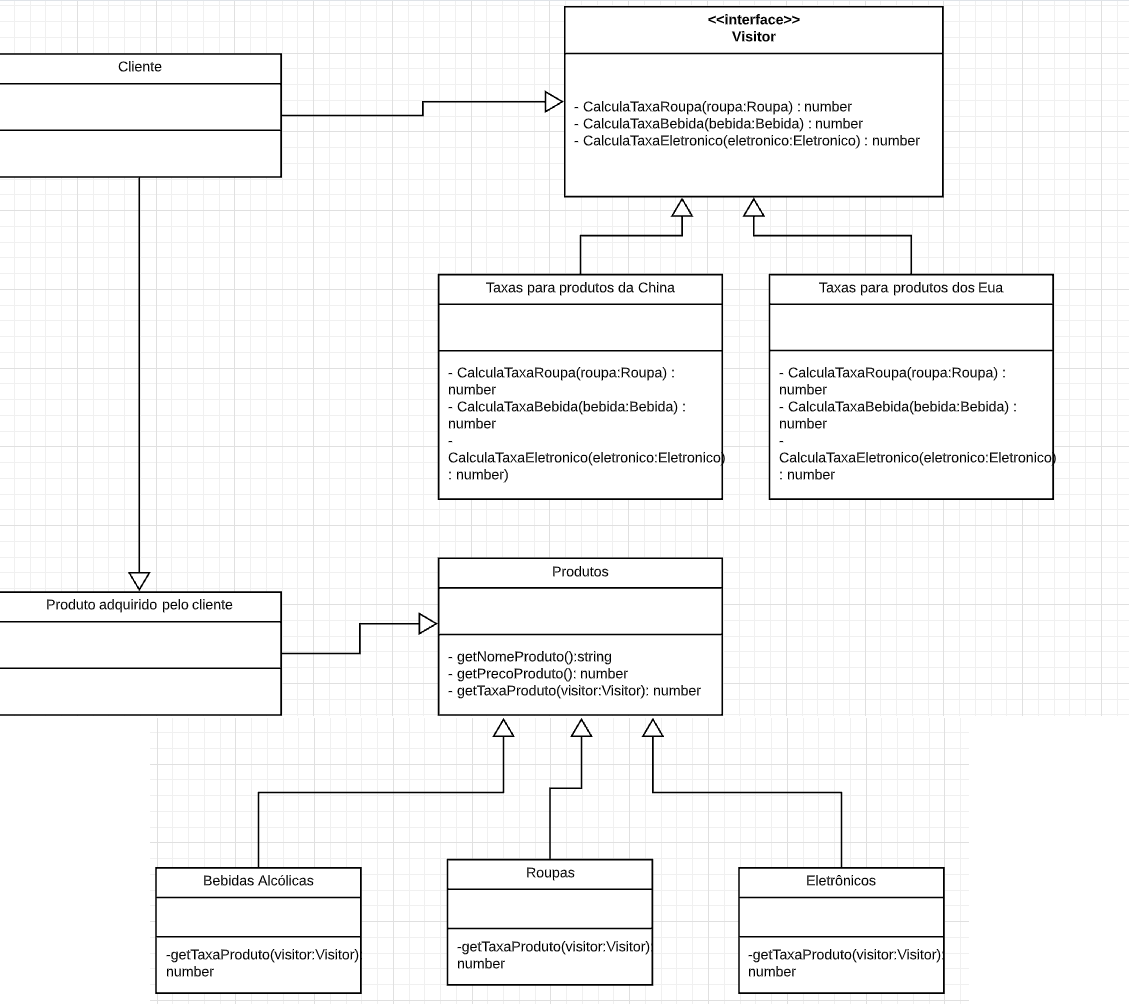 <<interface>>
Visitor
- CalculaTaxaRoupa(roupa:Roupa) : number
- CalculaTaxaBebida(bebida:Bebida) : number
- CalculaTaxaEletronico(eletronico:Eletronico) : number
Cliente
Taxas para produtos da China
- CalculaTaxaRoupa(roupa:Roupa) :
number
- CalculaTaxaBebida(bebida:Bebida) :
number
-
CalculaTaxaEletronico(eletronico:Eletronico)
: number)
Taxas para produtos dos Eua
- CalculaTaxaRoupa(roupa:Roupa) :
number
- CalculaTaxaBebida(bebida:Bebida) :
number
-
CalculaTaxaEletronico(eletronico:Eletronico)
: number
Produto adquirido pelo cliente
Produtos
- getNomeProduto():string
- getPrecoProduto(): number
- getTaxaProduto(visitor:Visitor): number
Bebidas Alcólicas
-getTaxaProduto(visitor:Visitor)
number
Roupas
-getTaxaProduto(visitor:Visitor):
number
Eletrônicos
-getTaxaProduto(visitor:Visitor):
number